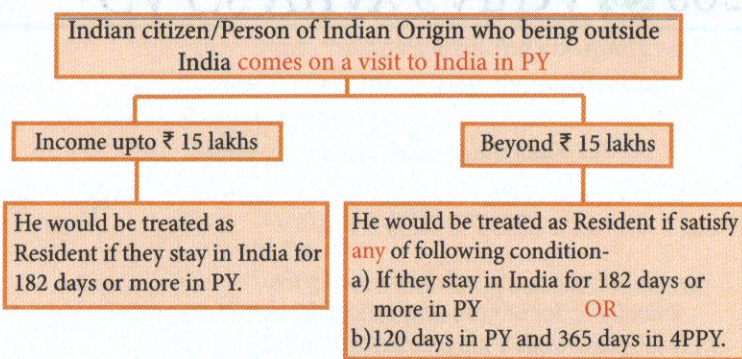 Indian citizen/Person of Indian Origin who being outside
India comes on a visit to India in PY
Income upto ₹ 15 lakhs
Beyond ₹ 15 lakhs
He would be treated as
Resident if they stay in India for
182 days or more in PY.
He would be treated as Resident if satisfy
any of following condition-
a) If they stay in India for 182 days or
more in PY OR
b)120 days in PY and 365 days in 4PPY.